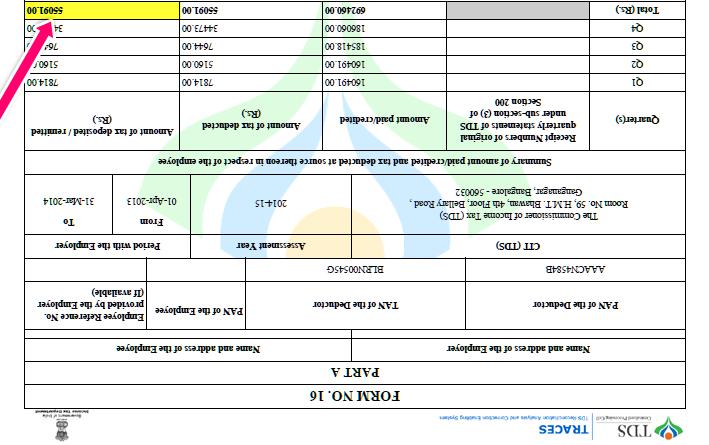 TDS
Centralized Processing Cell
TRACES
TDS Reconciliation Analysis and Correction Enabling System
Government of India
Income Tax Department
FORM NO. 16
PART A
Name and address of the Employer
Name and address of the Employee
PAN of the Deductor
TAN of the Deductor
PAN of the Employee
Employee Reference No.
provided by the Employer
(If available)
AAACN4584B
BLRN00545G
CIT (TDS)
Assessment Year
Period with the Employer
The Commissioner of Income Tax (TDS)
Room No. 59, H.M.T. Bhawan, 4th Floor, Bellary Road ,
Ganganagar, Bangalore - 560032
2014-15
From
To
01-Apr-2013
31-Mar-2014
Summary of amount paid/credited and tax deducted at source thereon in respect of the employee
Quarter(s)
Receipt Numbers of original
quarterly statements of TDS
under sub-section (3) of
Section 200
Amount paid/credited
Amount of tax deducted
(Rs.)
Amount of tax deposited / remitted
(Rs.)
Q1 160491.00 7814.00 7814.00
Q2 160491.00 5160.00
Q3 185418.00 7644.00
Q4 186060.00 34473.00
Total (Rs.) 692460.00 55091.00 55091.00